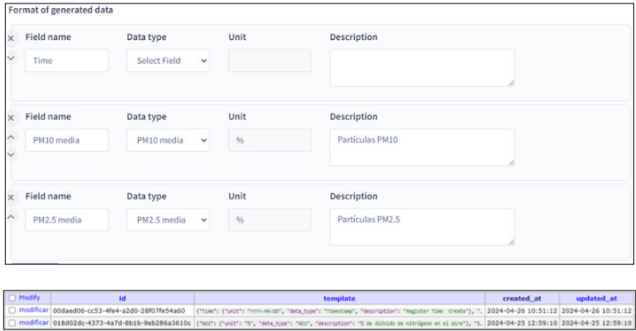 Format of generated data
Field name Data type Unit Description
Time Select Field
Field name Data type Unit Description
PM10 media PM10 media % Partículas PM10
Field name Data type Unit Description
PM2.5 media PM2.5 media % Partículas PM2.5
Modify id template created_at updated_at
modificar 00daed06-cc53-4fe4-a2d0-28f07fe54a60 {"Time": {"unit": "YYYY-MM-DD", "data_type": "Timestamp", "description": "Register Time Create"}, ". 2024-04-26 10:51:12 2024-04-26 10:51:12
modificar 018d02dc-4373-4a7d-8b1b-9eb286a3610c {"NO2": {"unit": "%", "data_type": "NO2", "description": "% de dióxido de nitrógeno en el aire"}, 2024-04-25 12:59:10 2024-04-25 12:59:10